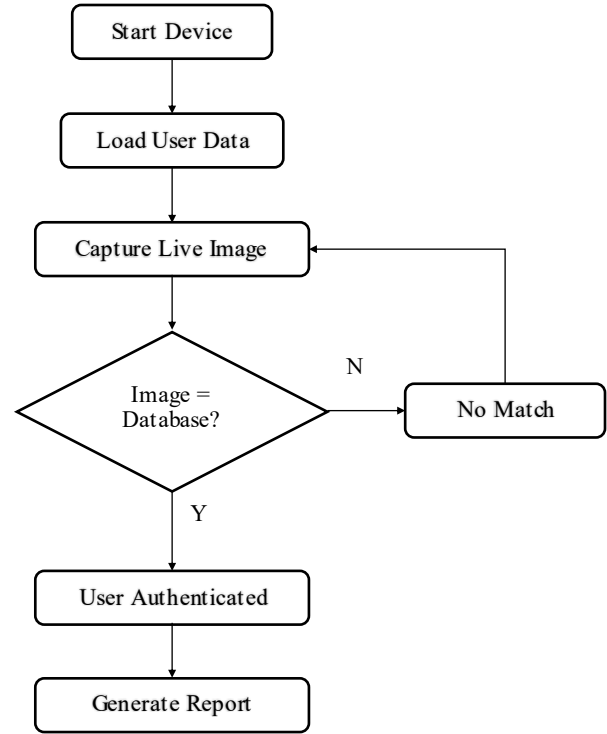 Start Device
Load User Data
Capture Live Image
Image =
Database?
N
No Match
Y
User Authenticated
Generate Report